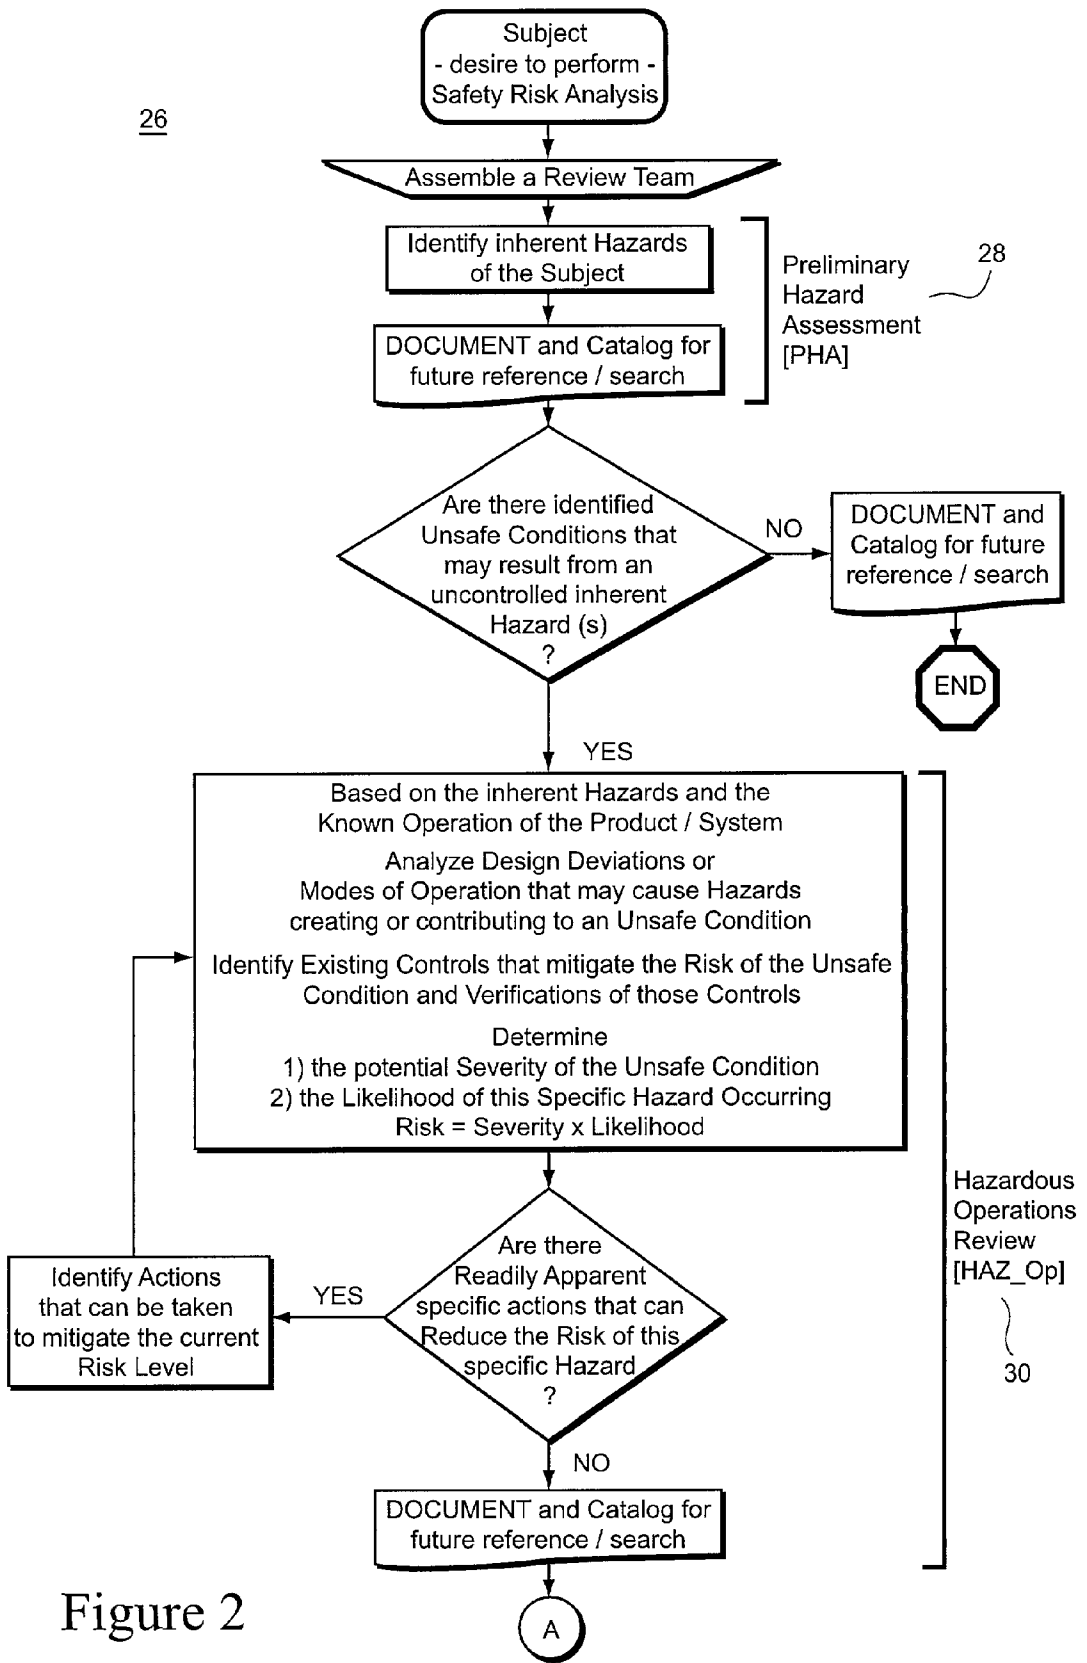 Subject
- desire to perform -
Safety Risk Analysis
26
Assemble a Review Team
Identify inherent Hazards
of the Subject
DOCUMENT and Catalog for
future reference / search
Preliminary
Hazard
Assessment
[PHA]
28
Are there identified
Unsafe Conditions that
may result from an
uncontrolled inherent
Hazard (s)
?
NO
DOCUMENT and
Catalog for future
reference / search
END
YES
Based on the inherent Hazards and the
Known Operation of the Product / System
Analyze Design Deviations or
Modes of Operation that may cause Hazards
creating or contributing to an Unsafe Condition
Identify Existing Controls that mitigate the Risk of the Unsafe
Condition and Verifications of those Controls
Determine
1) the potential Severity of the Unsafe Condition
2) the Likelihood of this Specific Hazard Occurring
Risk = Severity x Likelihood
Hazardous
Operations
Review
[HAZ_Op]
30
Are there
Readily Apparent
specific actions that can
Reduce the Risk of this
specific Hazard
?
YES
Identify Actions
that can be taken
to mitigate the current
Risk Level
NO
DOCUMENT and Catalog for
future reference / search
A
Figure 2